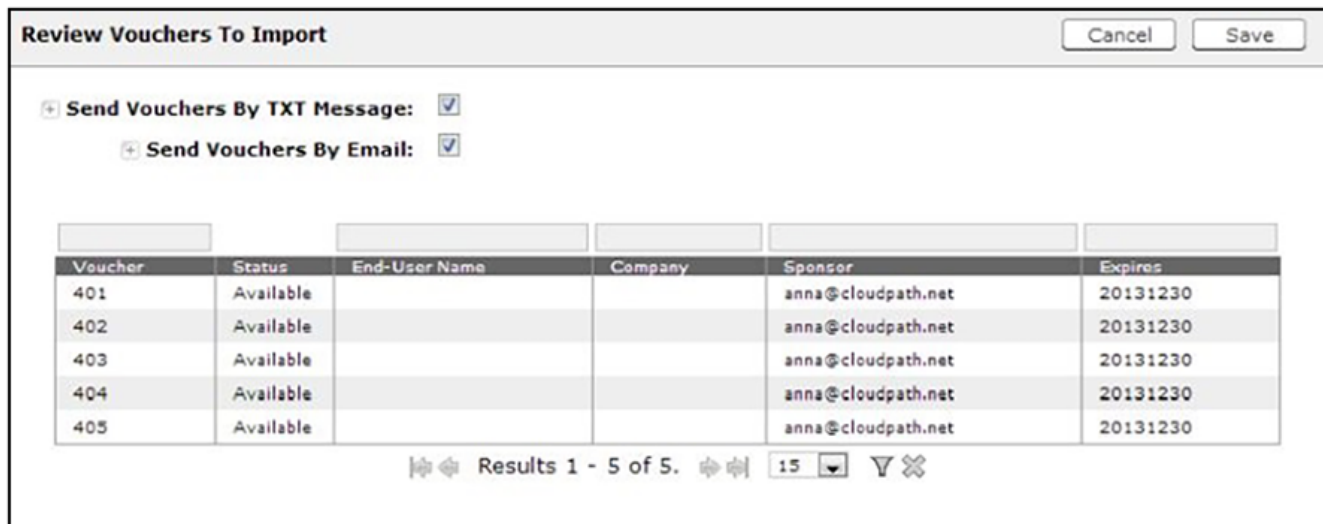 Review Vouchers To Import Cancel Save
Send Vouchers By TXT Message:
Send Vouchers By Email:
Voucher Status End-User Name Company Sponsor Expires
401 Available anna@cloudpath.net 20131230
402 Available anna@cloudpath.net 20131230
403 Available anna@cloudpath.net 20131230
404 Available anna@cloudpath.net 20131230
405 Available anna@cloudpath.net 20131230
Results 1 - 5 of 5. 15